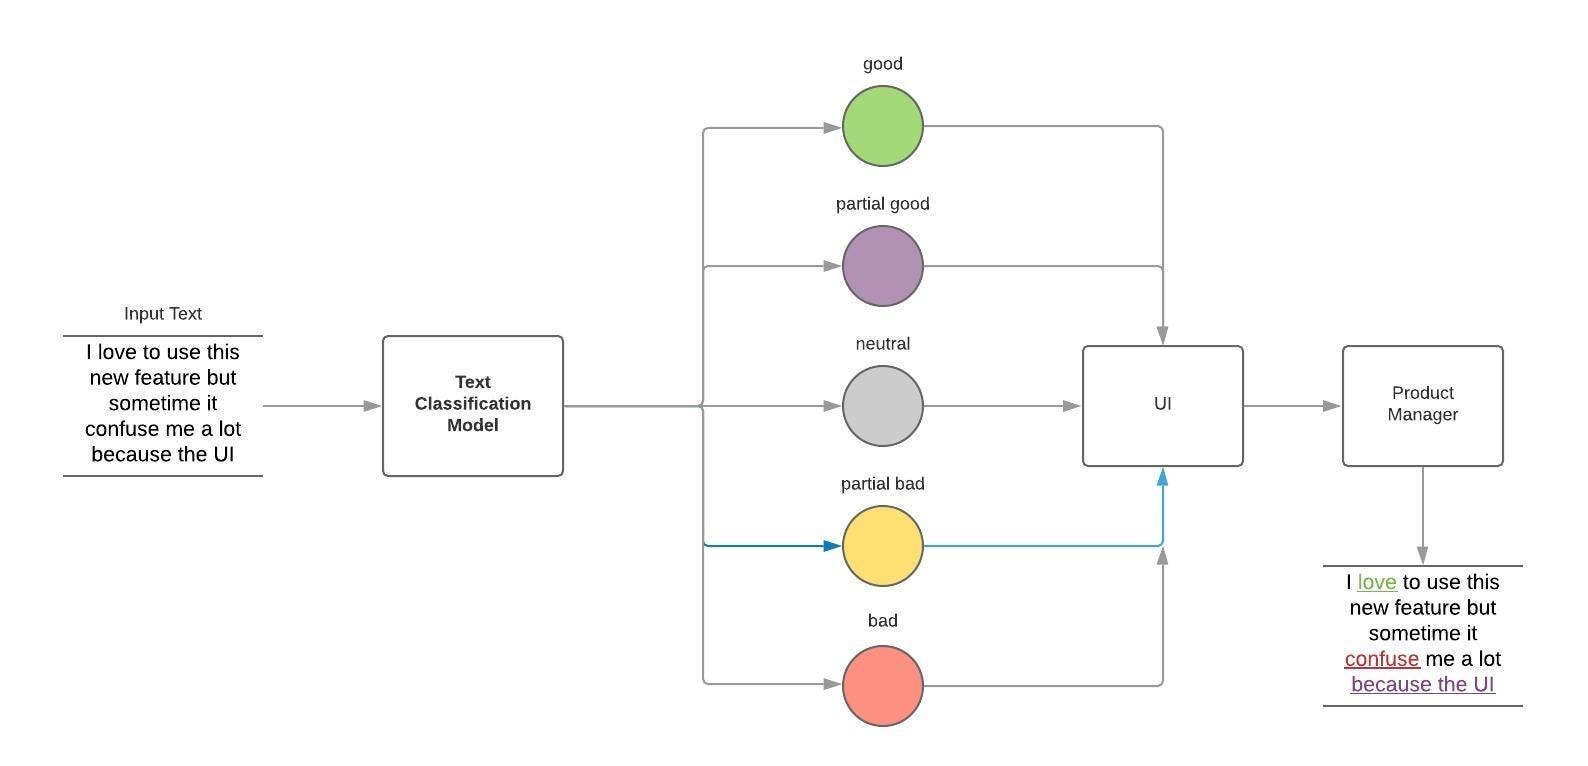 good
partial good
Input Text
I love to use this
new feature but
sometime it
confuse me a lot
because the UI
Text
Classification
Model
neutral
partial bad
bad
UI
Product
Manager
I love to use this
new feature but
sometime it
confuse me a lot
because the UI